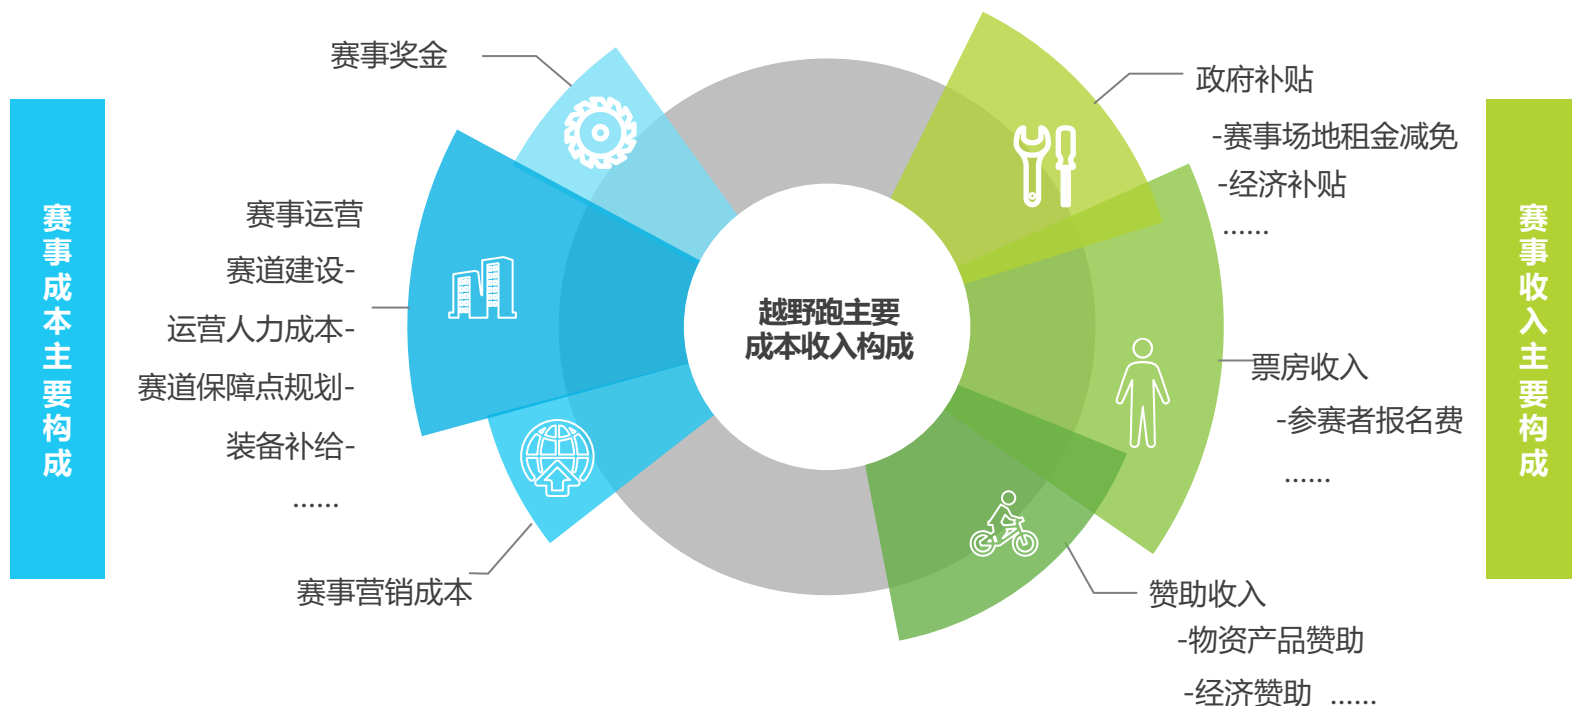 赛事成本主要构成
赛事奖金
赛事运营
赛道建设-
运营人力成本-
赛道保障点规划-
装备补给-
......
赛事营销成本
越野跑主要
成本收入构成
政府补贴
-赛事场地租金减免
-经济补贴
......
票房收入
-参赛者报名费
......
赞助收入
-物资产品赞助
-经济赞助 ......
赛事收入主要构成